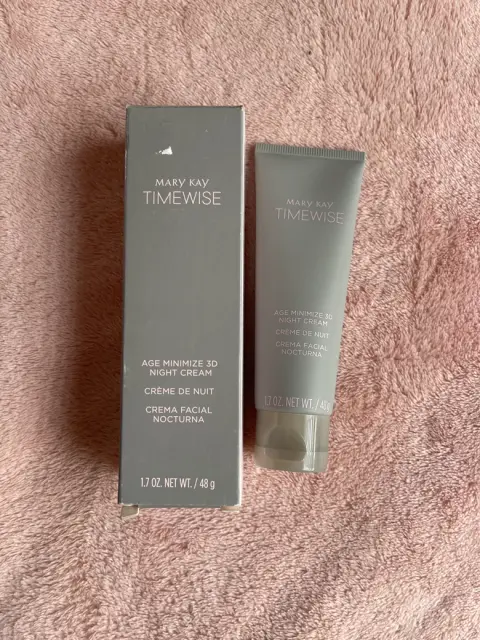 MARY KAY
TIMEWISE
AGE MINIMIZE 3D
NIGHT CREAM
CRÈME DE NUIT
CREMA FACIAL
NOCTURNA
1.7 OZ. NET WT. / 48 g
MARY KAY
TIMEWISE
AGE MINIMIZE 3D
NIGHT CREAM
CRÈME DE NUIT
CREMA FACIAL
NOCTURNA
1.7 OZ. NET WT. / 48 g